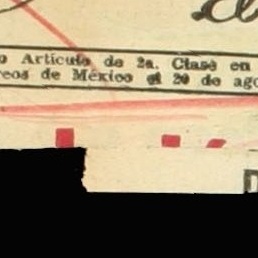 o Artículo de 2a. Clase en
reos de México el 20 de ago